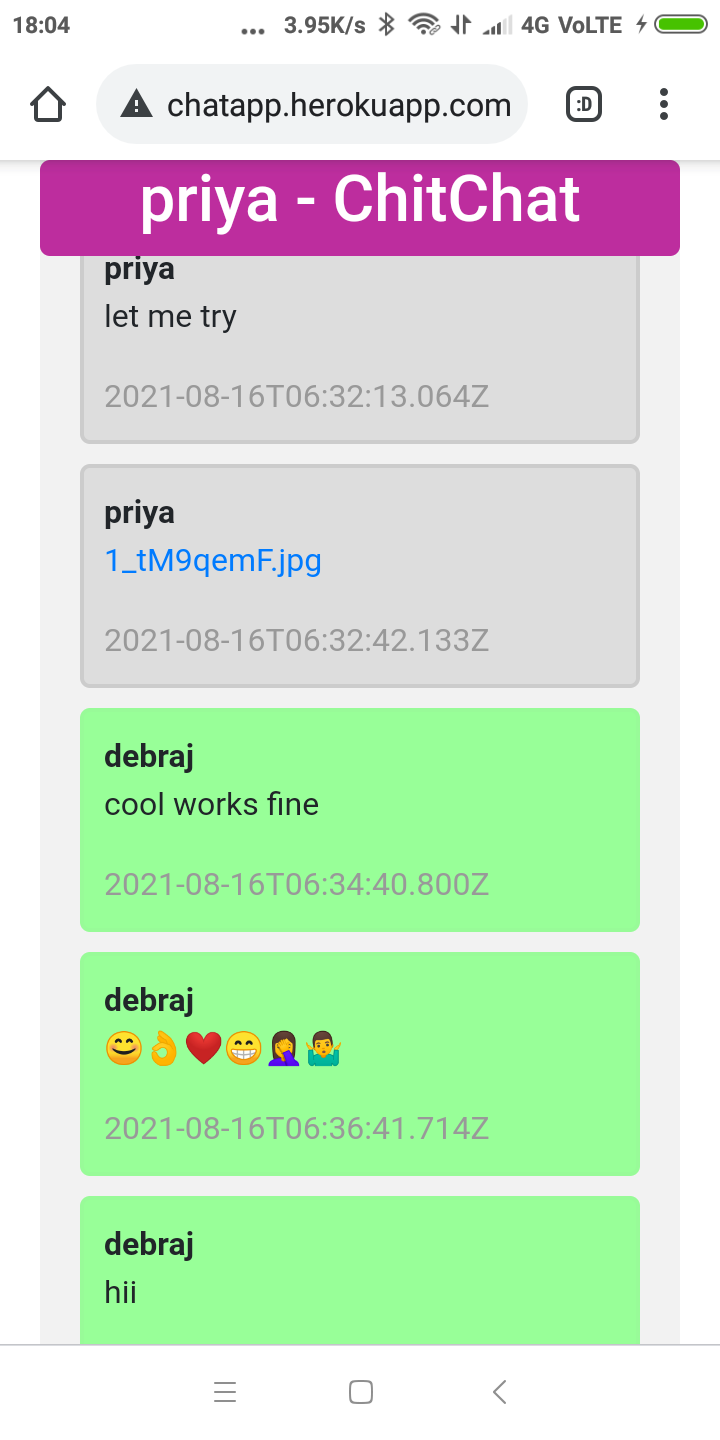 18:04 ... 3.95K/s 4G VoLTE
chatapp.herokuapp.com :D
priya - ChitChat
priya
let me try
2021-08-16T06:32:13.064Z
priya
1_tM9qemF.jpg
2021-08-16T06:32:42.133Z
debraj
cool works fine
2021-08-16T06:34:40.800Z
debraj
😊👌❤️😁🤦‍♀️🤷‍♂️
2021-08-16T06:36:41.714Z
debraj
hii